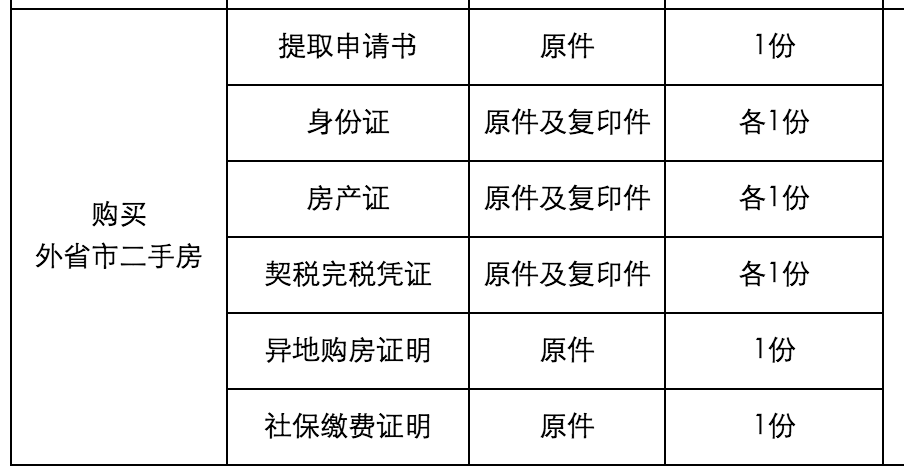 购买
外省市二手房
提取申请书 原件 1份
身份证 原件及复印件 各1份
房产证 原件及复印件 各1份
契税完税凭证 原件及复印件 各1份
异地购房证明 原件 1份
社保缴费证明 原件 1份